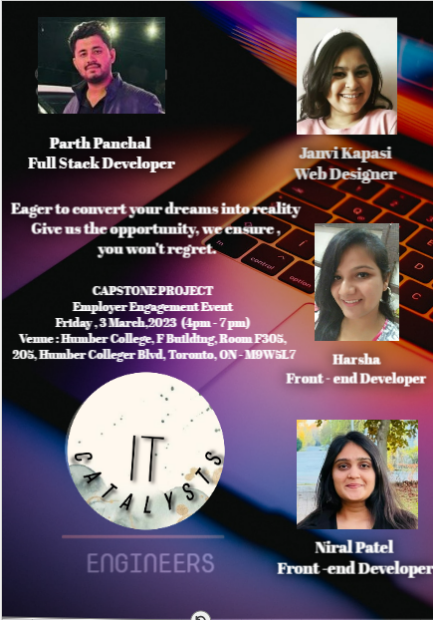 Parth Panchal
Full Stack Developer
Janvi Kapasi
Web Designer
Eager to convert your dreams into reality
Give us the opportunity, we ensure ,
you won't regret.
CAPSTONE PROJECT
Employer Engagement Event
Friday , 3 March,2023 (4pm - 7pm)
Venue : Humber College, F Building, Room F305,
205, Humber Colleger Blvd, Toronto, ON - M9W5L7
control
option
Harsha
Front - end Developer
IT
CATALYSTS
ENGINEERS
Niral Patel
Front -end Developer